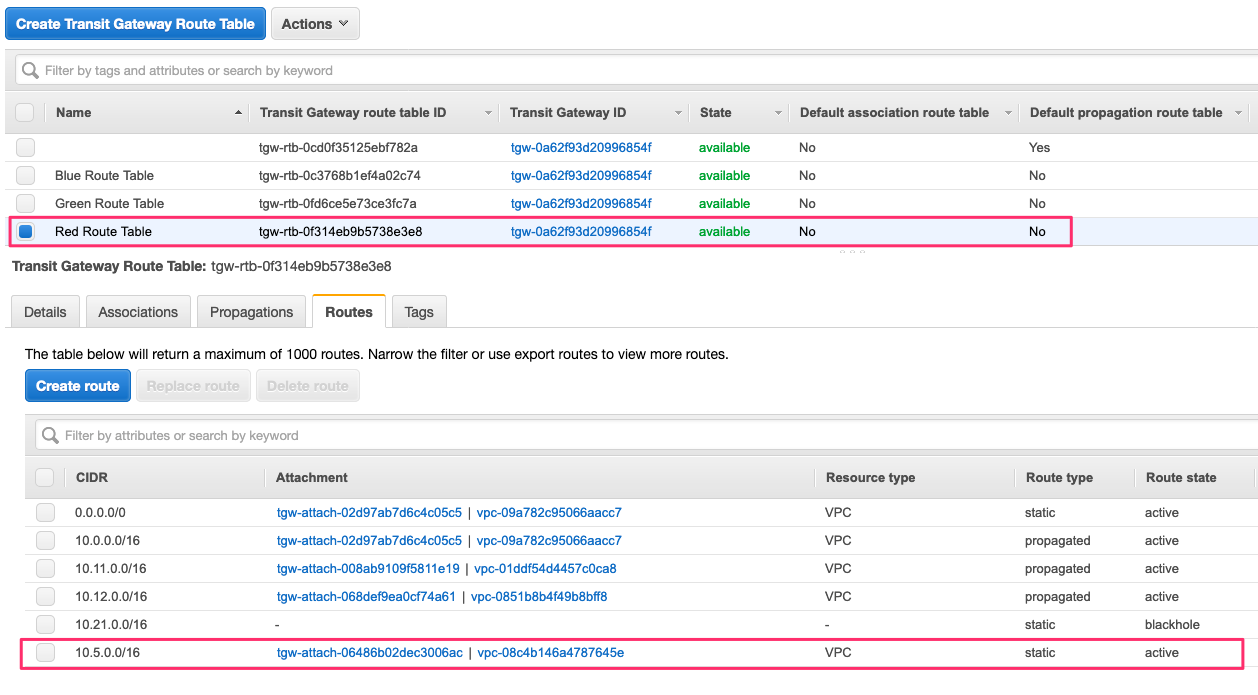 Create Transit Gateway Route Table Actions
Filter by tags and attributes or search by keyword
Name Transit Gateway route table ID Transit Gateway ID State Default association route table Default propagation route table
tgw-rtb-0cd0f35125ebf782a tgw-0a62f93d20996854f available No Yes
Blue Route Table tgw-rtb-0c3768b1ef4a02c74 tgw-0a62f93d20996854f available No No
Green Route Table tgw-rtb-0fd6ce5e73ce3fc7a tgw-0a62f93d20996854f available No No
Red Route Table tgw-rtb-0f314eb9b5738e3e8 tgw-0a62f93d20996854f available No No
Transit Gateway Route Table: tgw-rtb-0f314eb9b5738e3e8
Details Associations Propagations Routes Tags
The table below will return a maximum of 1000 routes. Narrow the filter or use export routes to view more routes.
Create route Replace route Delete route
Filter by attributes or search by keyword
CIDR Attachment Resource type Route type Route state
0.0.0.0/0 tgw-attach-02d97ab7d6c4c05c5 | vpc-09a782c95066aacc7 VPC static active
10.0.0.0/16 tgw-attach-02d97ab7d6c4c05c5 | vpc-09a782c95066aacc7 VPC propagated active
10.11.0.0/16 tgw-attach-008ab9109f5811e19 | vpc-01ddf54d4457c0ca8 VPC propagated active
10.12.0.0/16 tgw-attach-068def9ea0cf74a61 | vpc-0851b8b4f49b8bff8 VPC propagated active
10.21.0.0/16 - - static blackhole
10.5.0.0/16 tgw-attach-06486b02dec3006ac | vpc-08c4b146a4787645e VPC static active